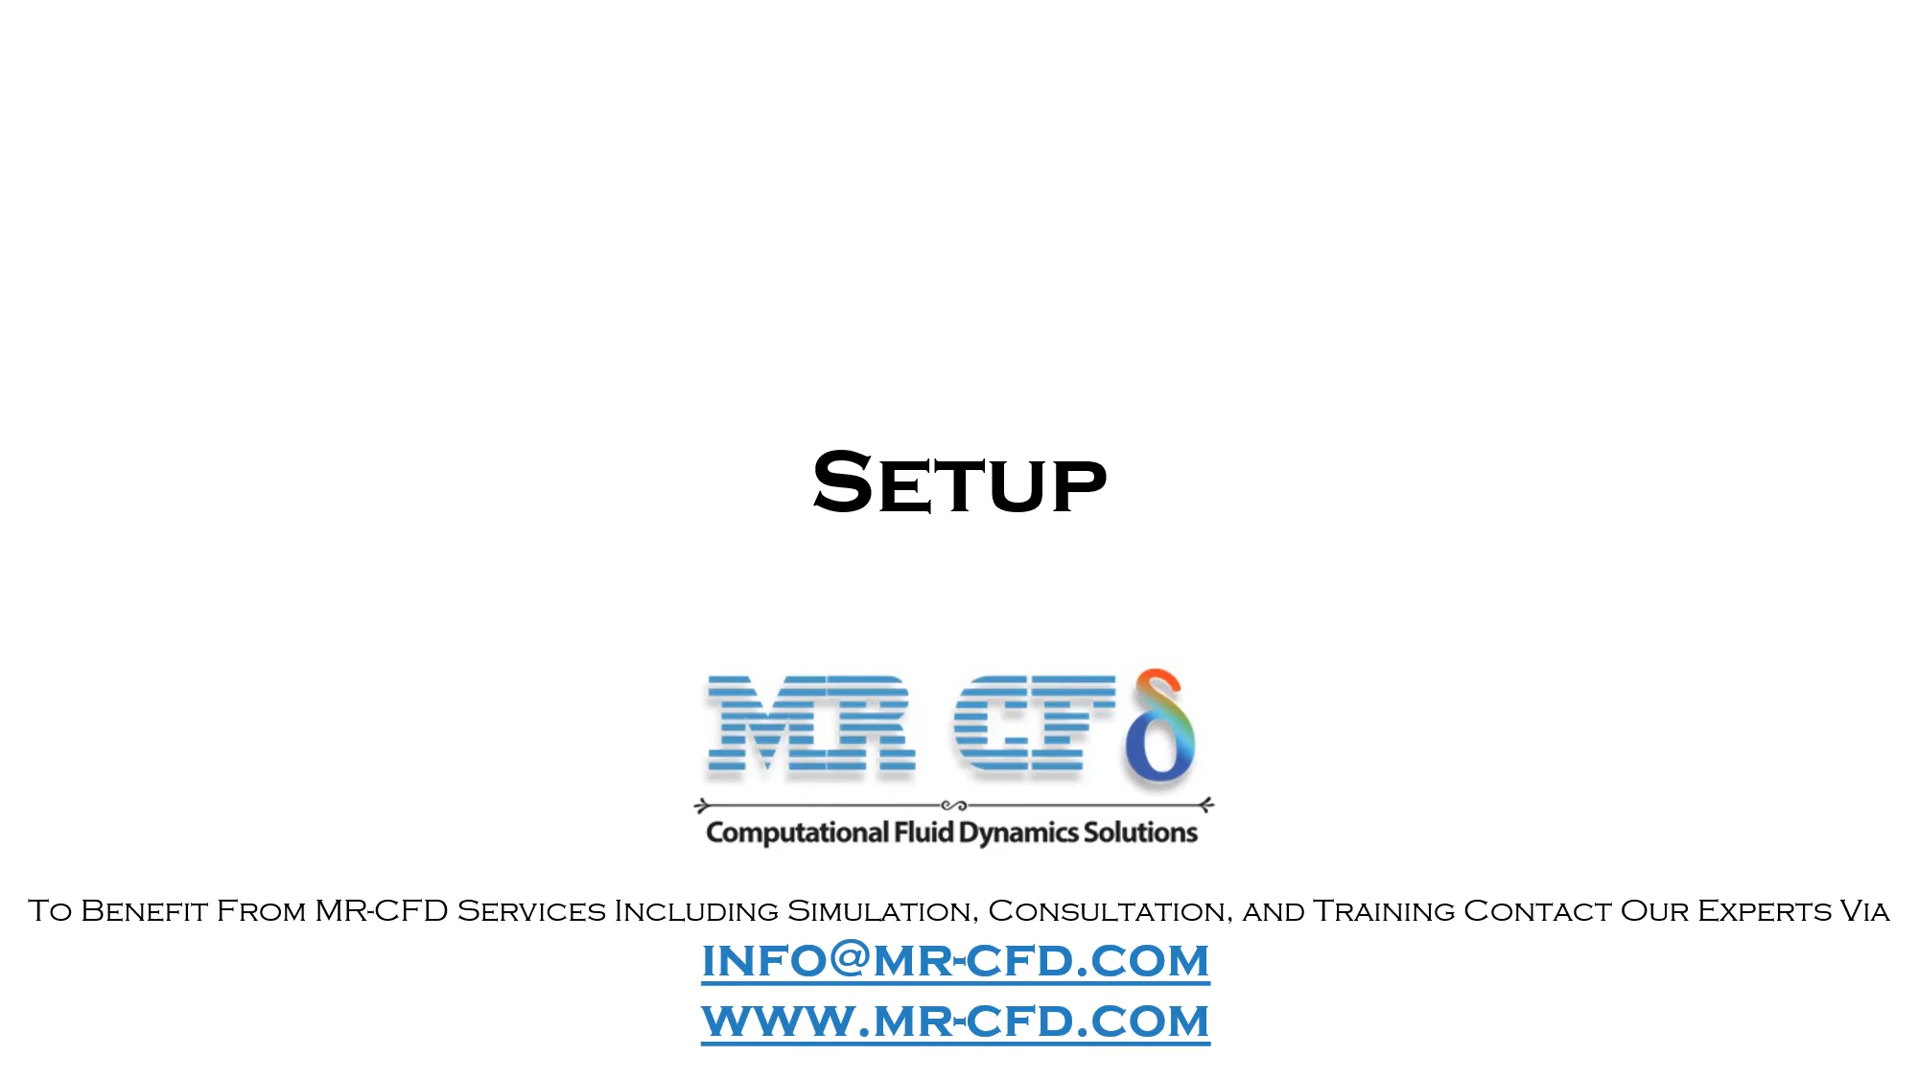 Setup
MR CFδ
Computational Fluid Dynamics Solutions
To Benefit From MR-CFD Services Including Simulation, Consultation, and Training Contact Our Experts Via
info@mr-cfd.com
www.mr-cfd.com